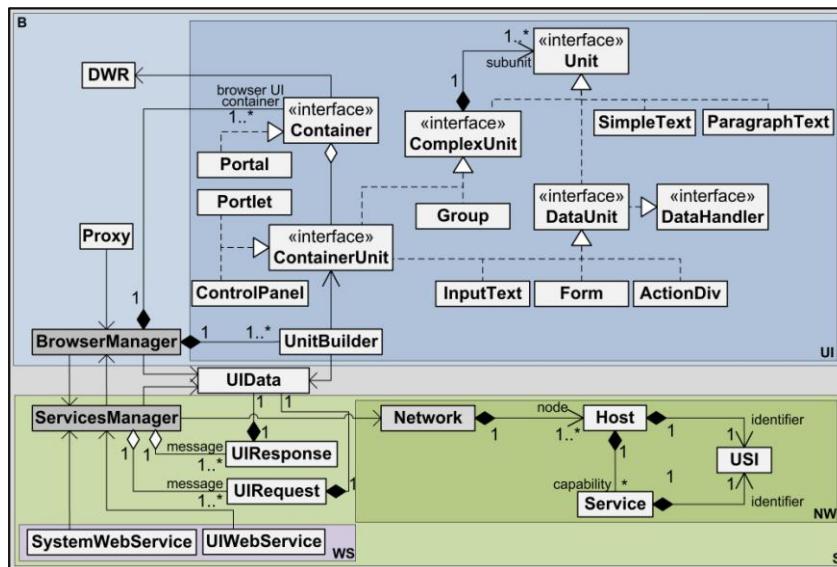 B
1..*
«interface»
Unit
subunit
DWR
browser UI
container
1
1..*
«interface»
Container
«interface»
ComplexUnit
SimpleText
ParagraphText
Portal
Portlet
Group
«interface»
DataUnit
«interface»
DataHandler
Proxy
«interface»
ContainerUnit
ControlPanel
InputText
Form
ActionDiv
1
BrowserManager
1
1..*
UnitBuilder
UI
UIData
1
1
ServicesManager
Network
1
node
1..*
Host
1
1
identifier
1
1
message
1..*
UIResponse
1
1
USI
message
1..*
UIRequest
1
capability
*
Service
1
1
identifier
NW
SystemWebService
UIWebService
WS
S